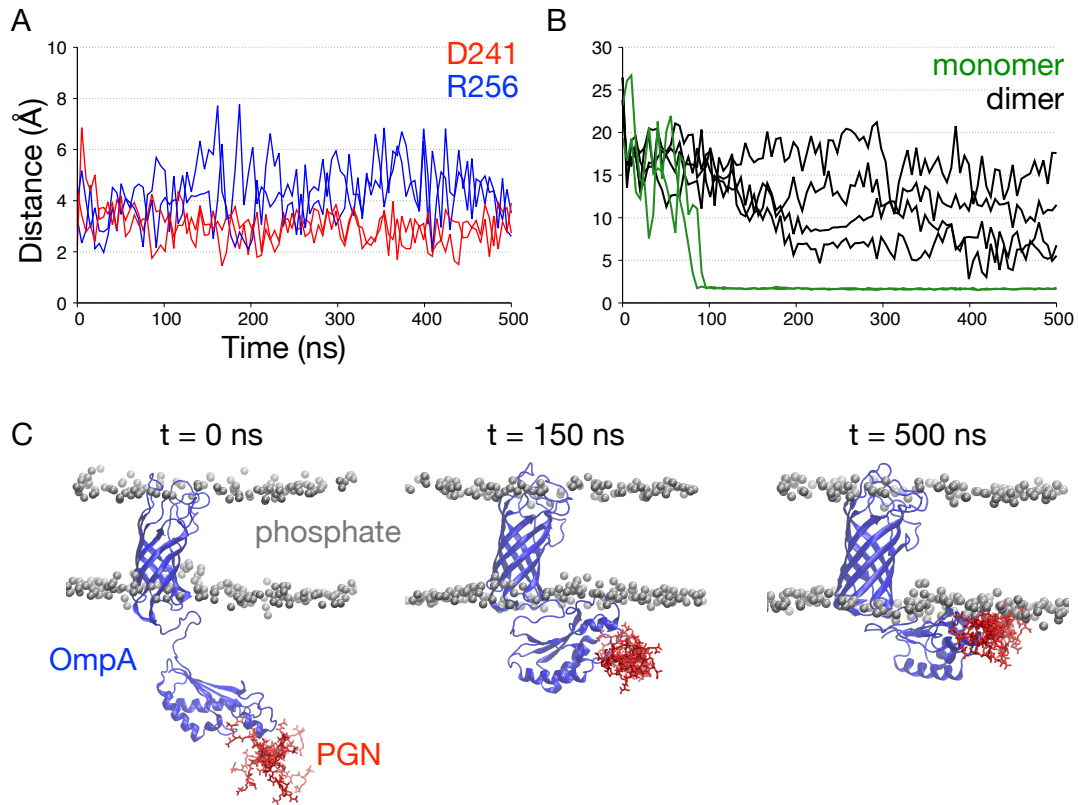 A
10
8
6
4
2
0
Distance (Å)
D241
R256
0 100 200 300 400 500
Time (ns)
B
30
25
20
15
10
5
0
monomer
dimer
0 100 200 300 400 500
C
t = 0 ns
t = 150 ns
t = 500 ns
phosphate
OmpA
PGN